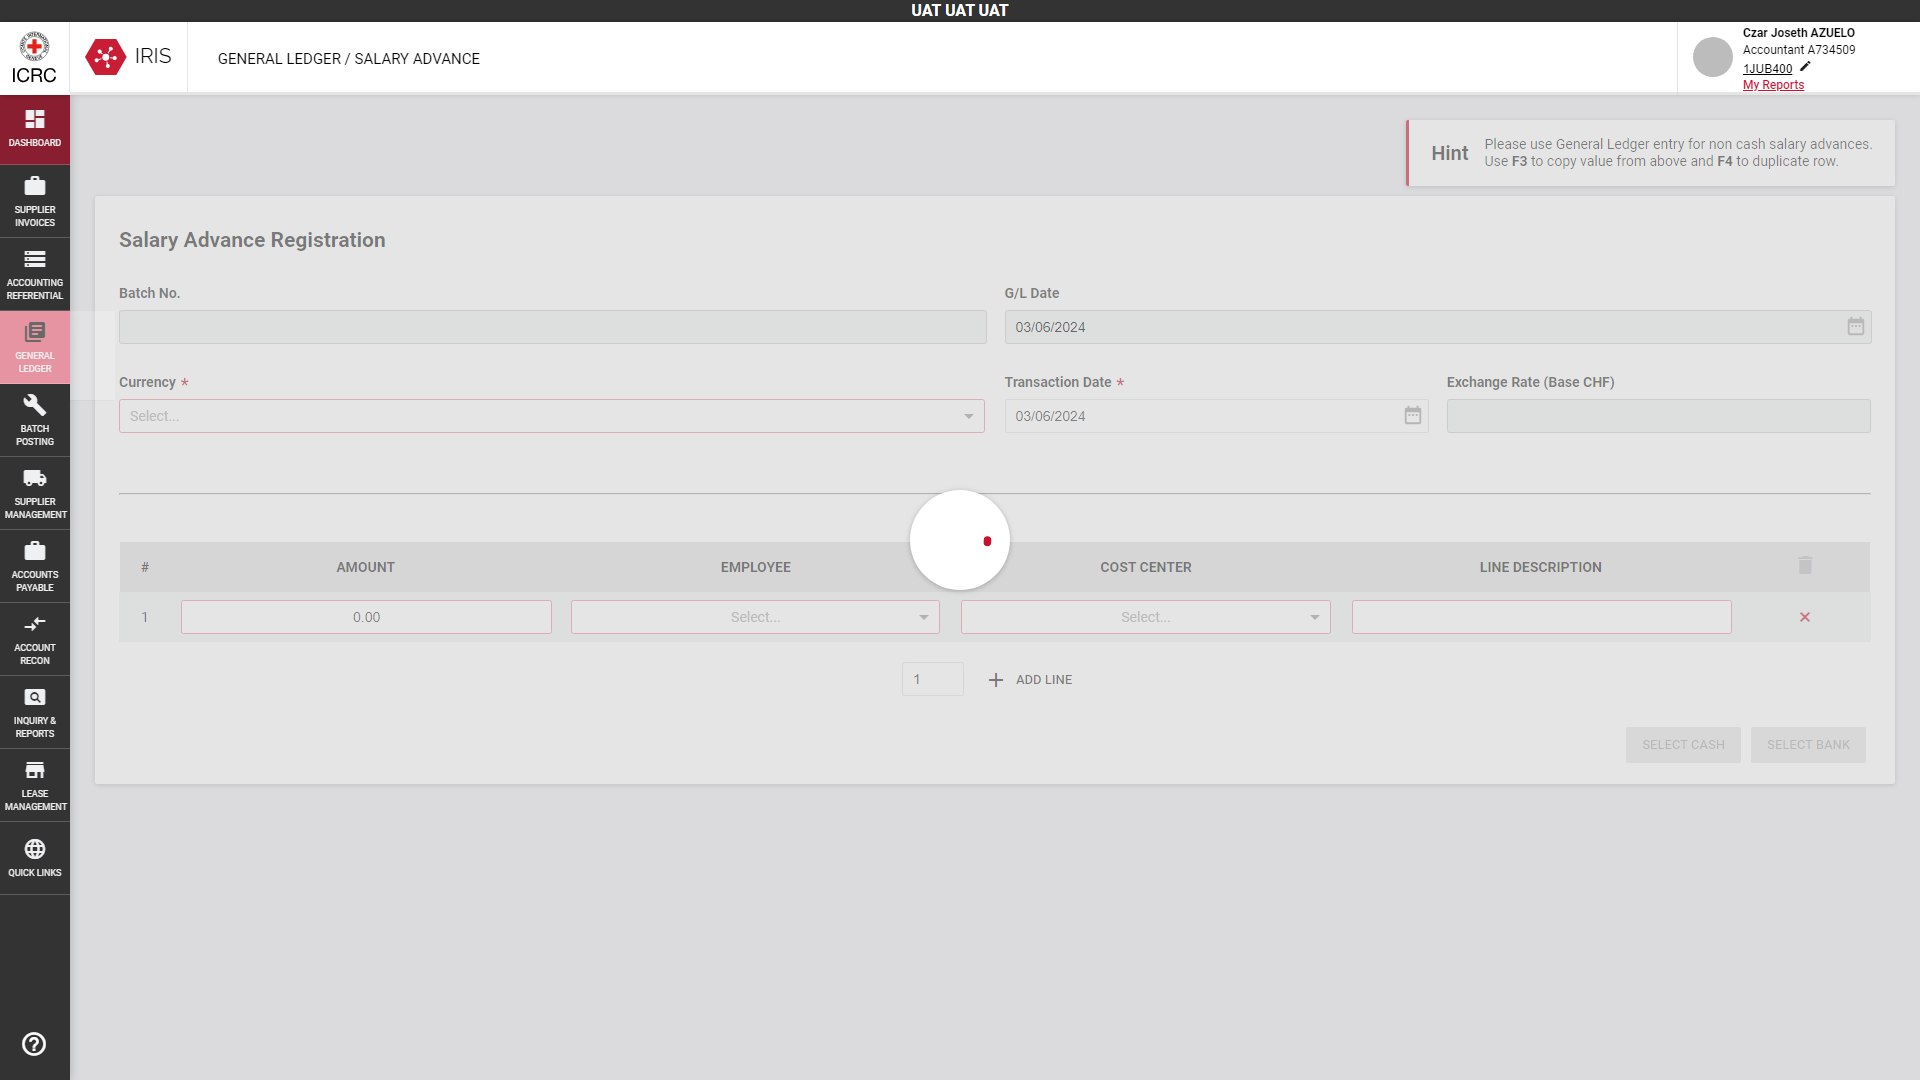 UAT UAT UAT
ICRC
IRIS
GENERAL LEDGER / SALARY ADVANCE
Czar Joseth AZUELO
Accountant A734509
1JUB400
My Reports
DASHBOARD
SUPPLIER
INVOICES
ACCOUNTING
REFERENTIAL
GENERAL
LEDGER
BATCH
POSTING
SUPPLIER
MANAGEMENT
ACCOUNTS
PAYABLE
ACCOUNT
RECON
INQUIRY &
REPORTS
LEASE
MANAGEMENT
QUICK LINKS
Hint
Please use General Ledger entry for non cash salary advances.
Use F3 to copy value from above and F4 to duplicate row.
Salary Advance Registration
Batch No.
G/L Date
03/06/2024
Currency *
Transaction Date *
Exchange Rate (Base CHF)
Select...
03/06/2024
# AMOUNT EMPLOYEE COST CENTER LINE DESCRIPTION
1 0.00 Select... Select...
1 ADD LINE
SELECT CASH SELECT BANK